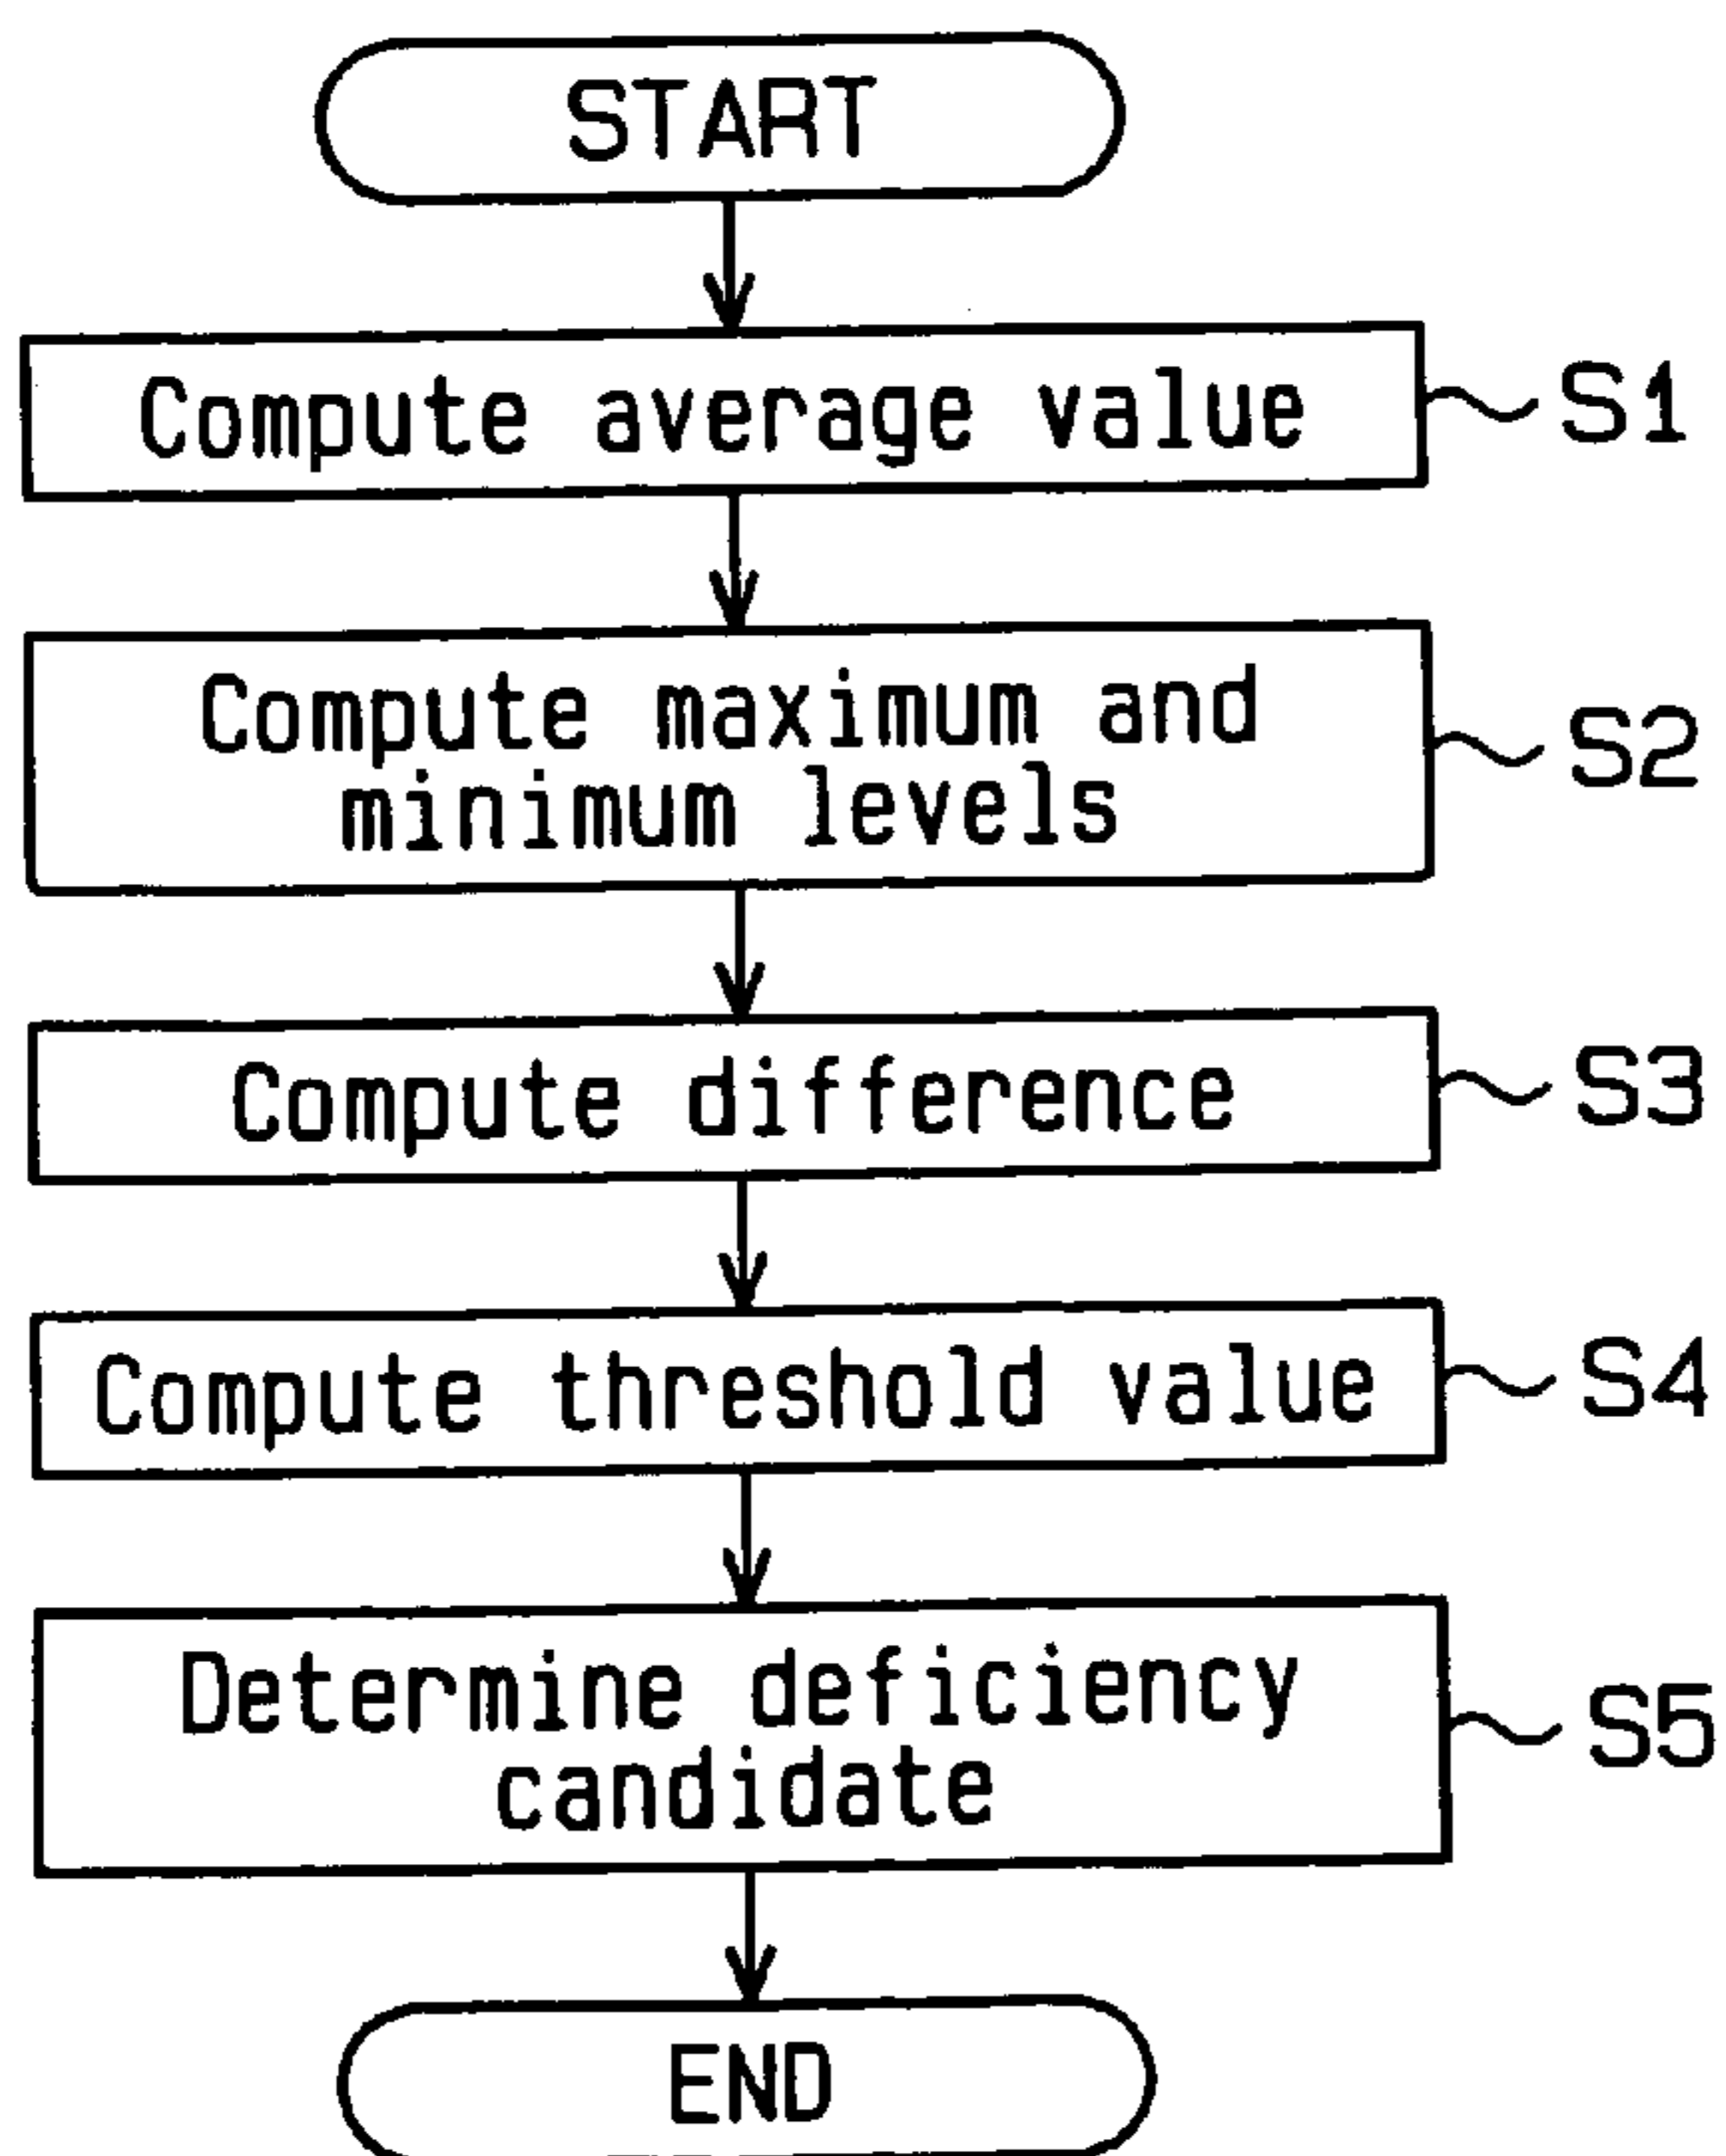 START
Compute average value
S1
Compute maximum and
minimum levels
S2
Compute difference
S3
Compute threshold value
S4
Determine deficiency
candidate
S5
END